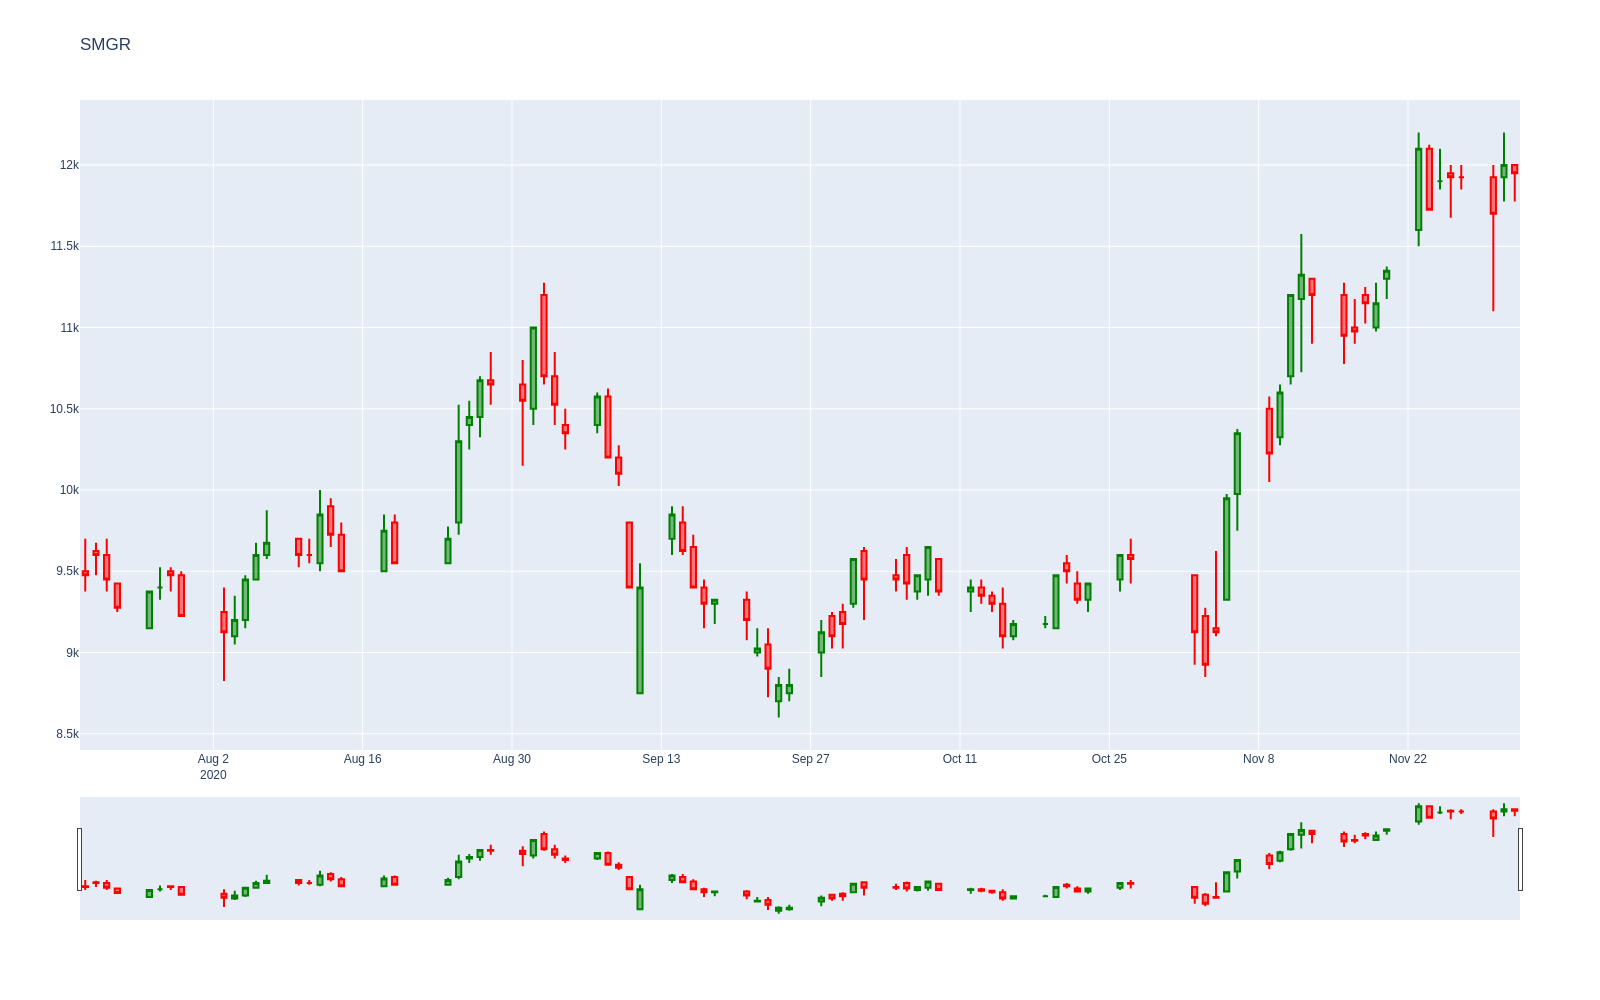 SMGR
12k
11.5k
11k
10.5k
10k
9.5k
9k
8.5k
Aug 2
2020
Aug 16
Aug 30
Sep 13
Sep 27
Oct 11
Oct 25
Nov 8
Nov 22